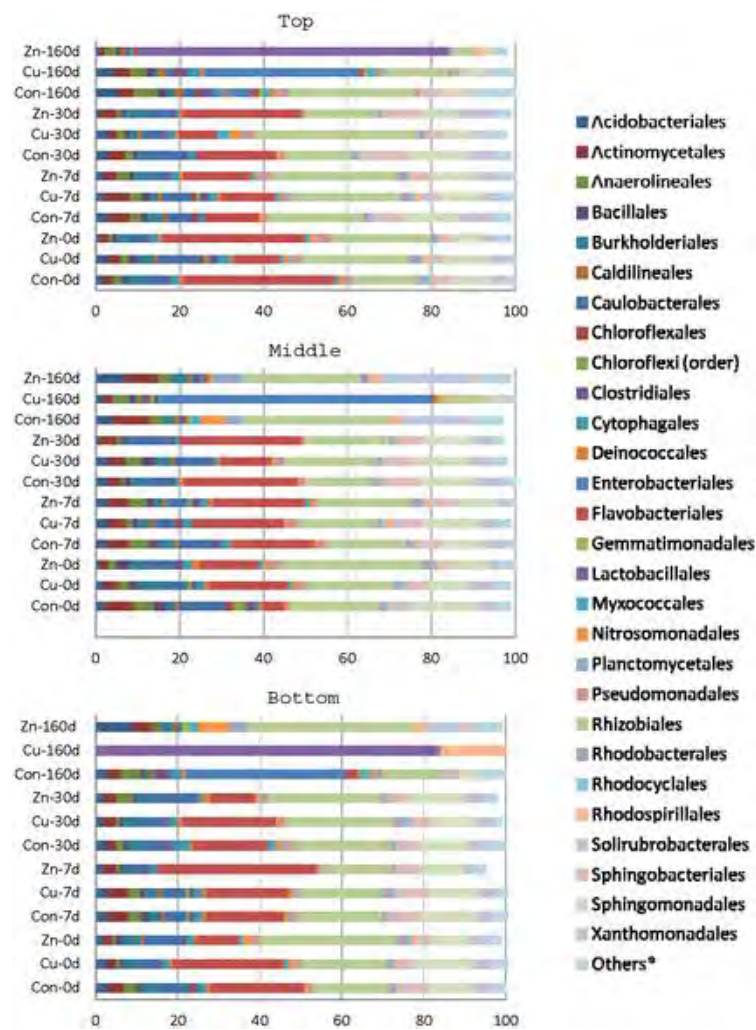 Top
Zn-160d
Cu-160d
Con-160d
Zn-30d
Cu-30d
Con-30d
Zn-7d
Cu-7d
Con-7d
Zn-0d
Cu-0d
Con-0d
0 20 40 60 80 100
Middle
Zn-160d
Cu-160d
Con-160d
Zn-30d
Cu-30d
Con-30d
Zn-7d
Cu-7d
Con-7d
Zn-0d
Cu-0d
Con-0d
0 20 40 60 80 100
Bottom
Zn-160d
Cu-160d
Con-160d
Zn-30d
Cu-30d
Con-30d
Zn-7d
Cu-7d
Con-7d
Zn-0d
Cu-0d
Con-0d
0 20 40 60 80 100
Acidobacteriales
Actinomycetales
Anaerolineales
Bacillales
Burkholderiales
Caldilineales
Caulobacterales
Chloroflexales
Chloroflexi (order)
Clostridiales
Cytophagales
Deinococcales
Enterobacteriales
Flavobacteriales
Gemmatimonadales
Lactobacillales
Myxococcales
Nitrosomonadales
Planctomycetales
Pseudomonadales
Rhizobiales
Rhodobacterales
Rhodocyclales
Rhodospirillales
Solirubrobacterales
Sphingobacteriales
Sphingomonadales
Xanthomonadales
Others*